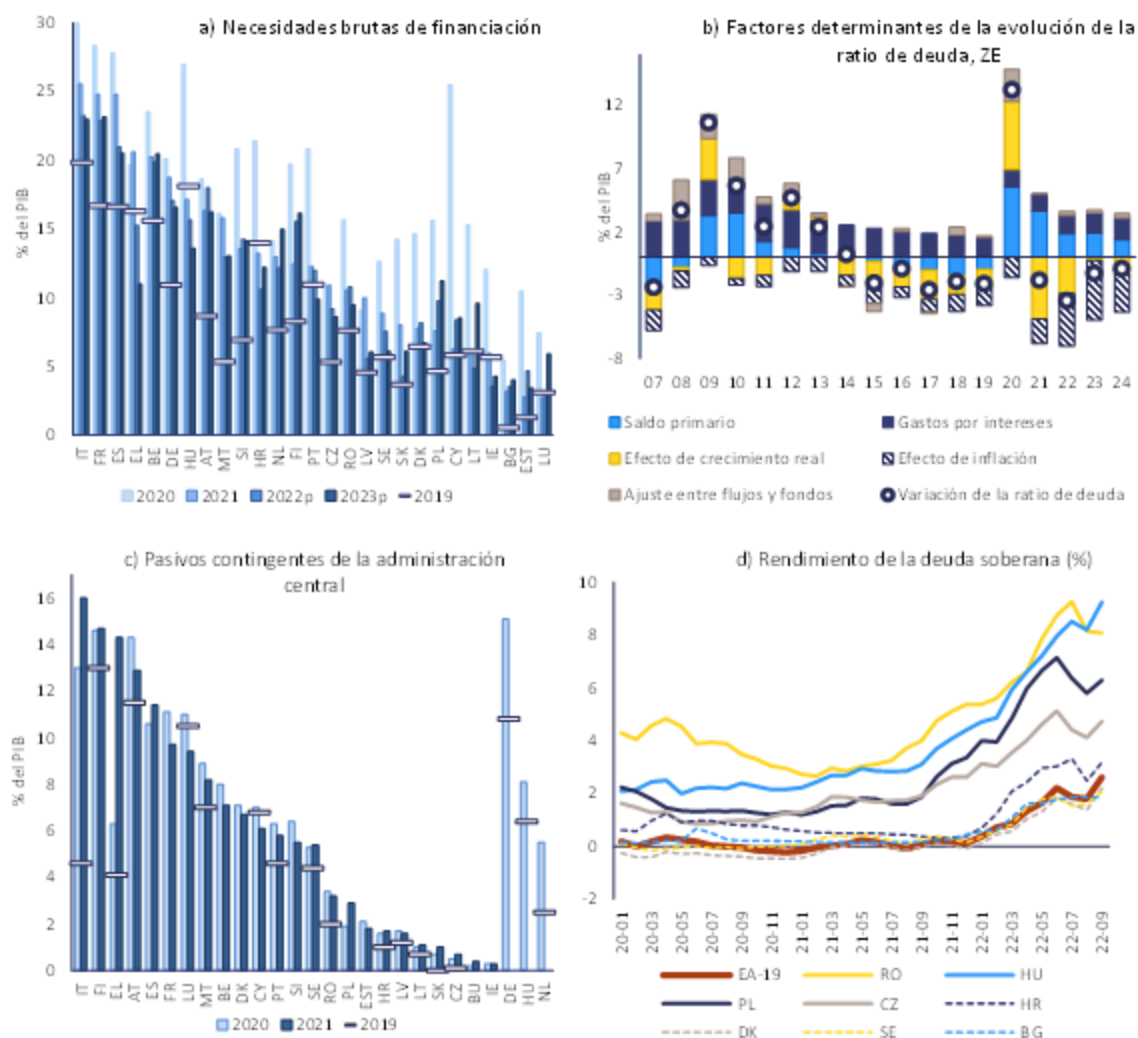 a) Necesidades brutas de financiación
% del PIB
30
25
20
15
10
5
0
IT FR ES EL BE DE HU AT MT SI HR NL FI PT CZ RO LV SE SK DK PL CY LT IE BG EST LU
2020 2021 2022p 2023p 2019
b) Factores determinantes de la evolución de la
ratio de deuda, ZE
% del PIB
12
7
2
-3
-8
07 08 09 10 11 12 13 14 15 16 17 18 19 20 21 22 23 24
Saldo primario Gastos por intereses
Efecto de crecimiento real Efecto de inflación
Ajuste entre flujos y fondos Variación de la ratio de deuda
c) Pasivos contingentes de la administración
central
% del PIB
16
14
12
10
8
6
4
2
0
IT FI EL AT ES FR LU MT BE DK CY PT SI SE RO PL EST HR LV LT SK CZ BU IE DE HU NL
2020 2021 2019
d) Rendimiento de la deuda soberana (%)
10
8
6
4
2
0
-2
20-01 20-03 20-05 20-07 20-09 20-11 21-01 21-03 21-05 21-07 21-09 21-11 22-01 22-03 22-05 22-07 22-09
EA-19 RO HU
PL CZ HR
DK SE BG